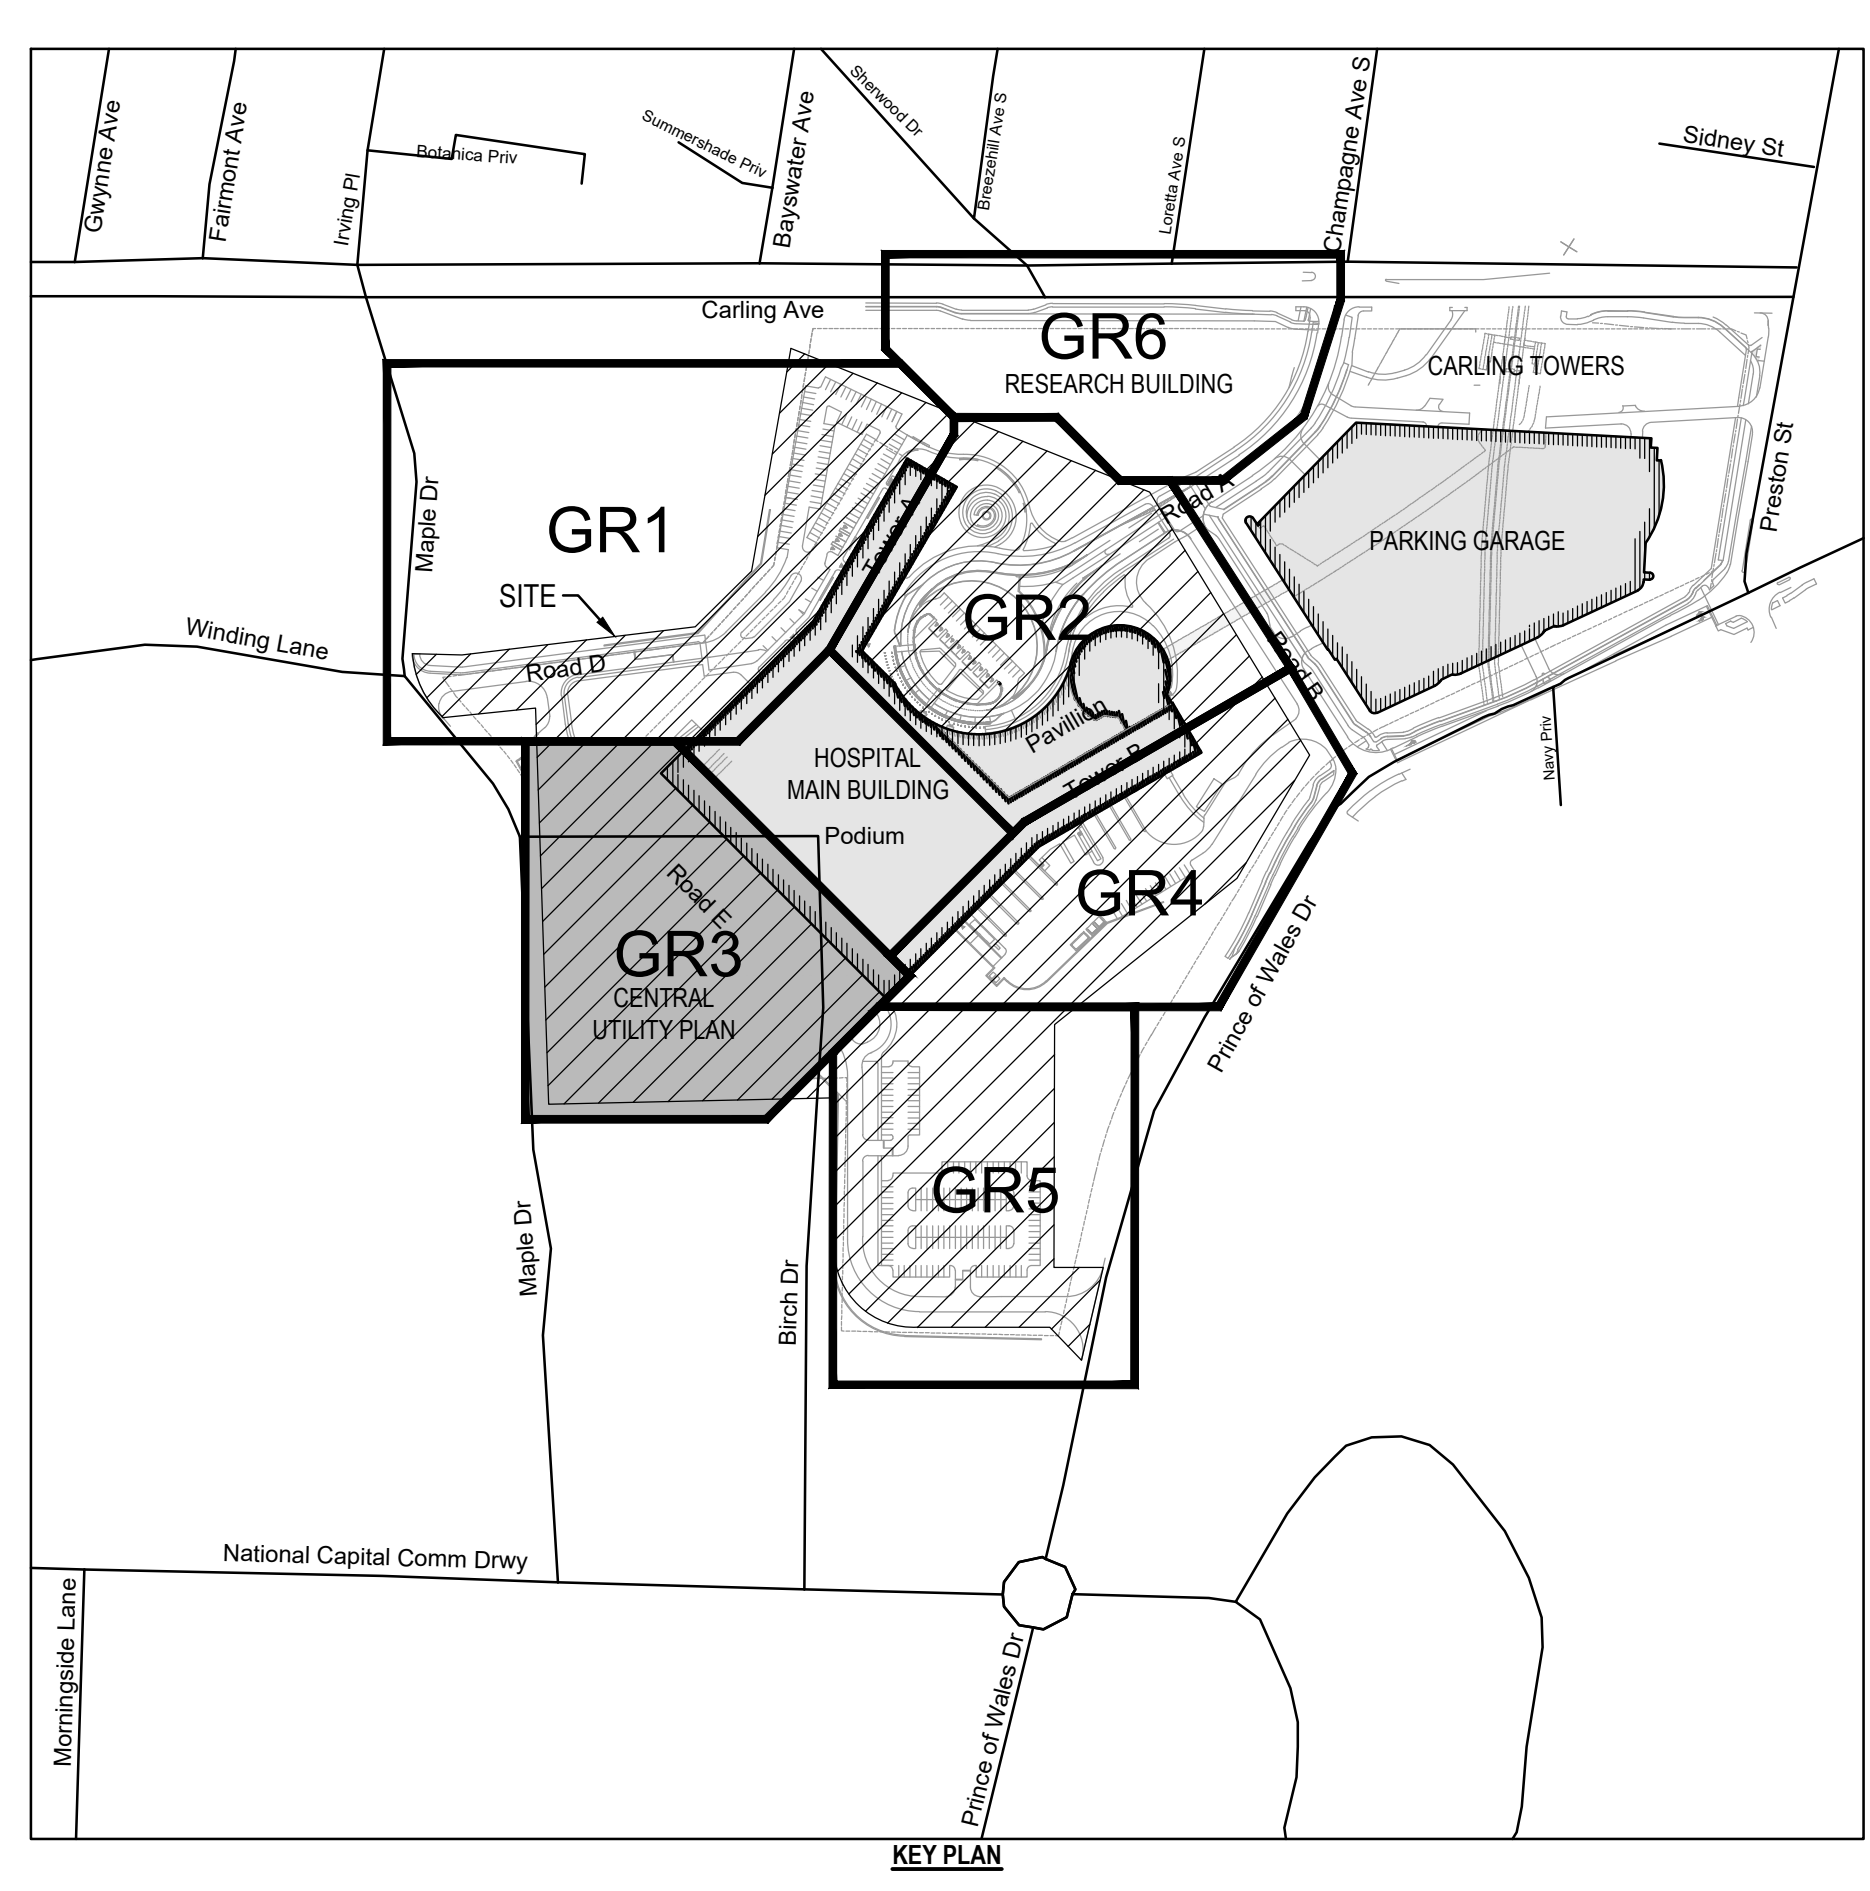 Gwynne Ave
Fairmont Ave
Irving Pl
Botanica Priv
Summershade Priv
Bayswater Ave
Sherwood Dr
Breezehill Ave S
Loretta Ave S
Champagne Ave S
Sidney St
Carling Ave
GR6
RESEARCH BUILDING
CARLING TOWERS
Preston St
Maple Dr
GR1
Tower A
Road A
PARKING GARAGE
SITE
GR2
Winding Lane
Road D
Road B
Pavillion
Navy Priv
HOSPITAL
MAIN BUILDING
Tower B
Podium
Road E
GR4
GR3
CENTRAL
UTILITY PLAN
Prince of Wales Dr
GR5
Maple Dr
Birch Dr
National Capital Comm Drwy
Morningside Lane
Prince of Wales Dr
KEY PLAN